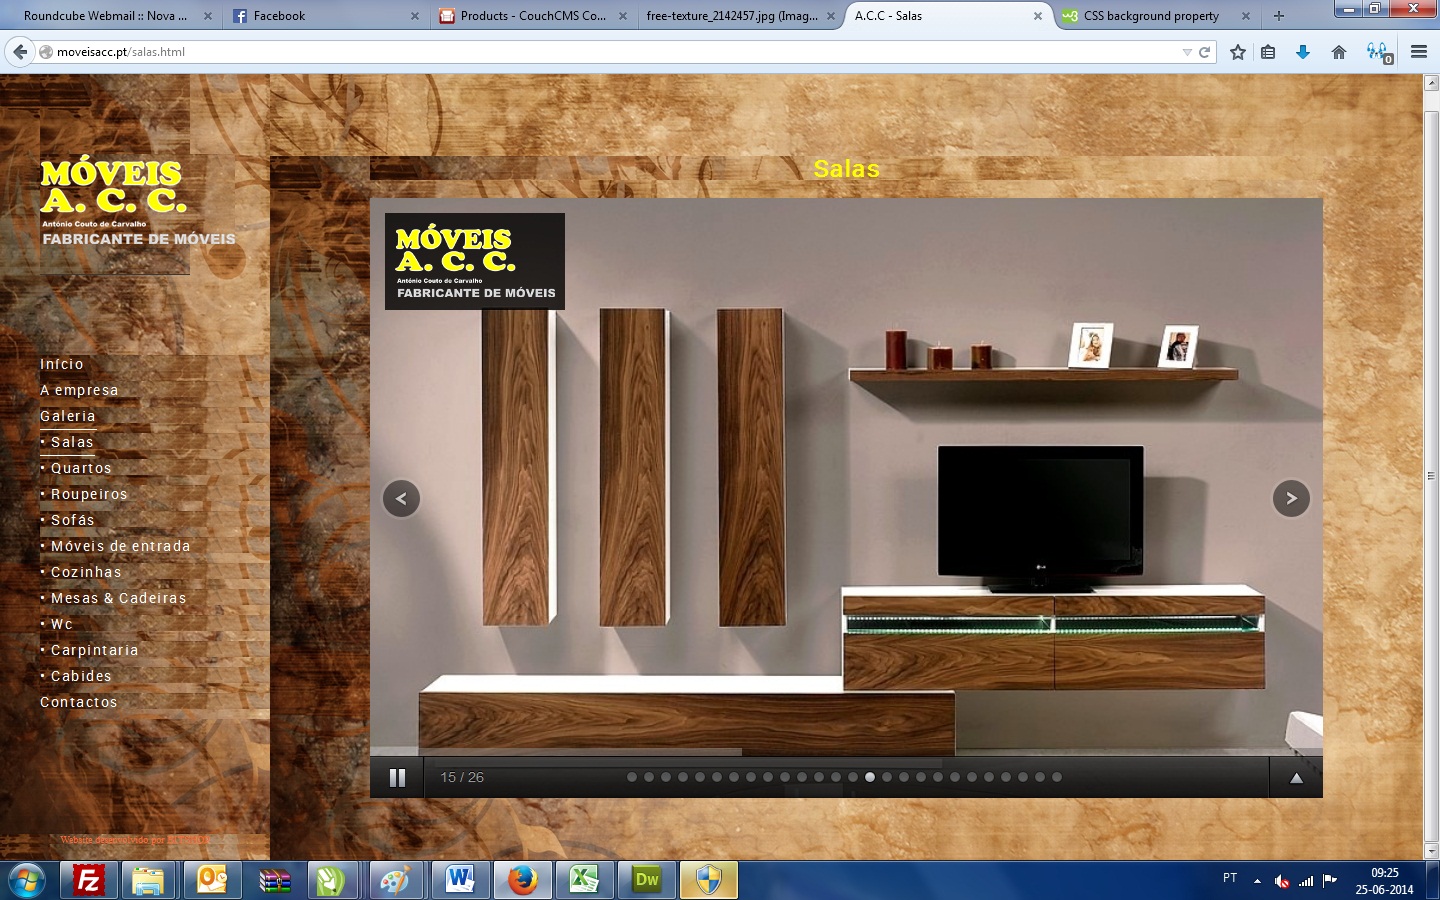 Roundcube Webmail :: Nova ...
Facebook
Products - CouchCMS Co...
free-texture_2142457.jpg (Imag...
A.C.C - Salas
CSS background property
moveisacc.pt/salas.html
0
MÓVEIS
A. C. C.
António Couto de Carvalho
FABRICANTE DE MÓVEIS
Início
A empresa
Galeria
• Salas
• Quartos
• Roupeiros
• Sofás
• Móveis de entrada
• Cozinhas
• Mesas & Cadeiras
• Wc
• Carpintaria
• Cabides
Contactos
Website desenvolvido por
Salas
MÓVEIS
A. C. C.
António Couto de Carvalho
FABRICANTE DE MÓVEIS
15 / 26
PT
09:25
25-06-2014